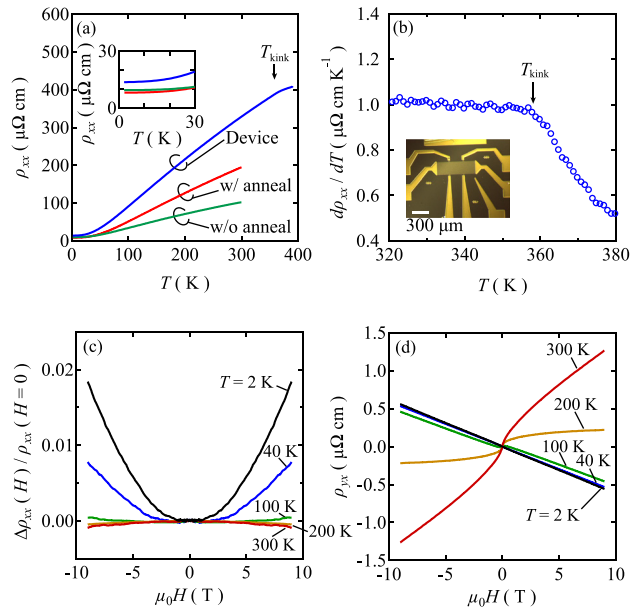 (a)
600
500
400
300
200
100
0
ρxx ( μΩ cm )
0 100 200 300 400
T ( K )
30
15
0
ρxx ( μΩ cm )
0 30
T ( K )
Tkink
Device
w/ anneal
w/o anneal
(b)
1.4
1.2
1.0
0.8
0.6
0.4
dρxx / dT ( μΩ cm K⁻¹ )
320 340 360 380
T ( K )
Tkink
300 μm
(c)
0.02
0.01
0.00
Δρxx ( H ) / ρxx ( H = 0 )
-10 -5 0 5 10
μ0H ( T )
T = 2 K
40 K
100 K
200 K
300 K
(d)
1.5
1.0
0.5
0.0
-0.5
-1.0
-1.5
ρyx ( μΩ cm )
-10 -5 0 5 10
μ0H ( T )
300 K
200 K
100 K
40 K
T = 2 K